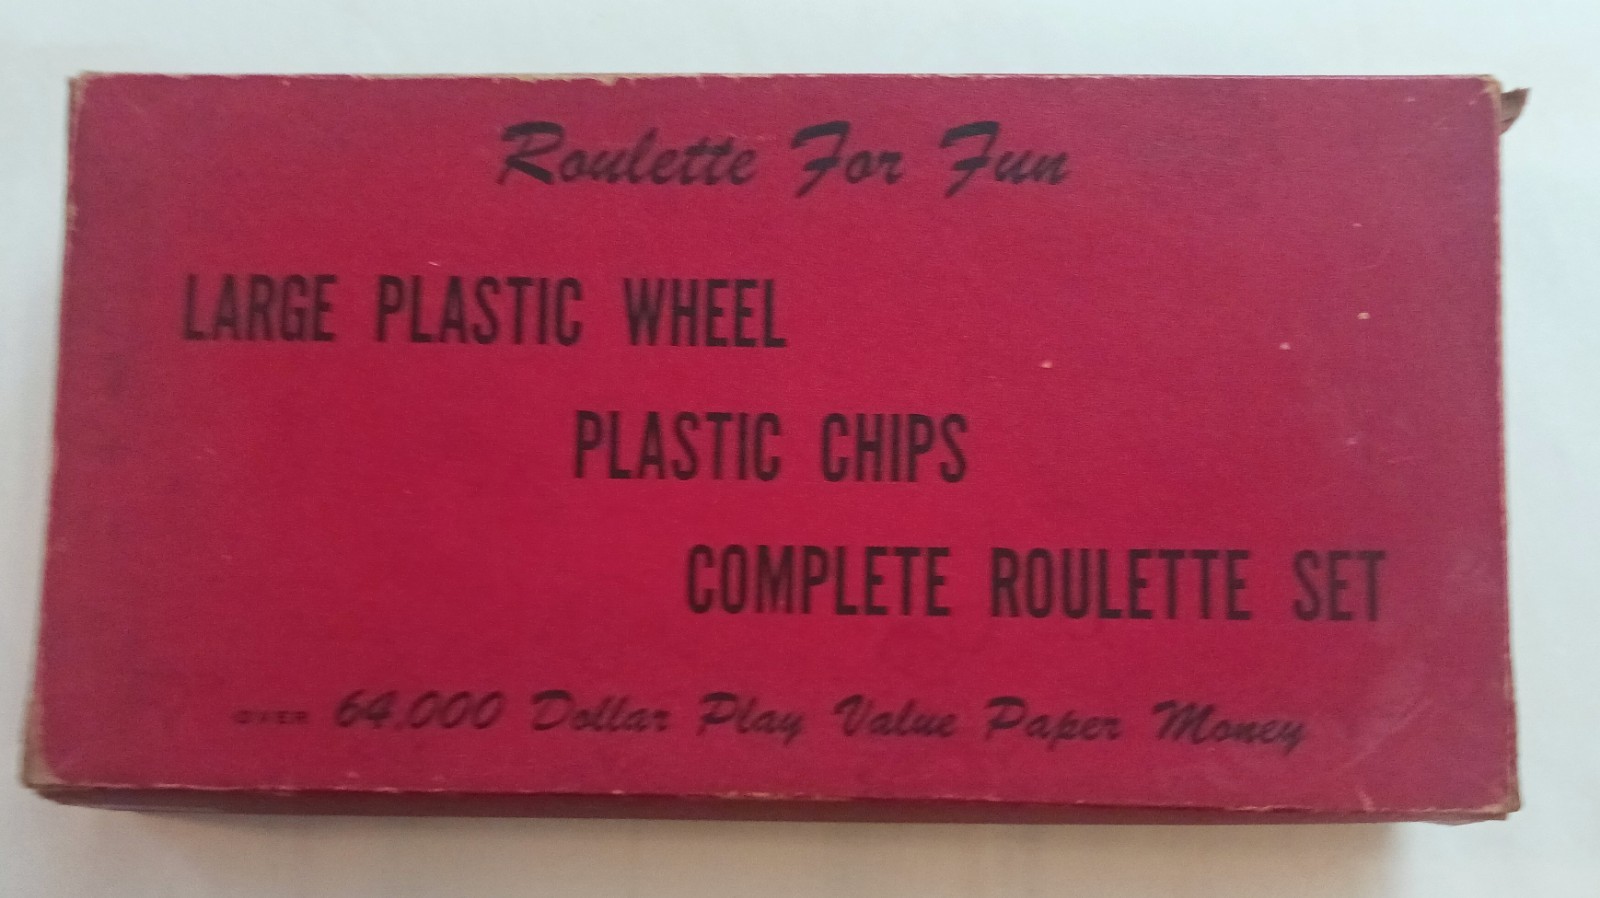 Roulette For Fun
LARGE PLASTIC WHEEL
PLASTIC CHIPS
COMPLETE ROULETTE SET
OVER 64,000 Dollar Play Value Paper Money